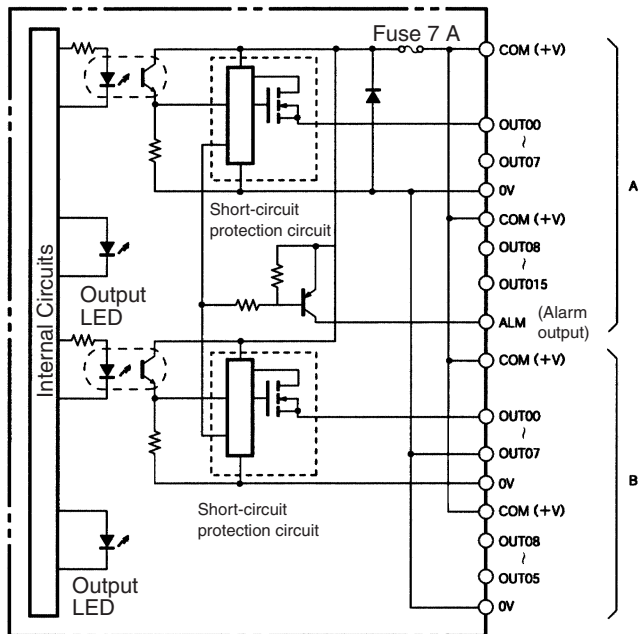 Fuse 7 A
COM (+V)
OUT00
~
OUT07
A
0V
Short-circuit
protection circuit
COM (+V)
OUT08
~
OUT015
Internal Circuits
Output
LED
ALM
(Alarm
output)
COM (+V)
OUT00
~
OUT07
B
0V
Short-circuit
protection circuit
COM (+V)
OUT08
~
OUT05
Output
LED
0V